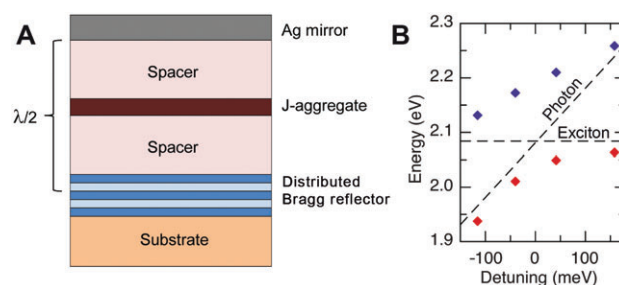 A
Ag mirror
Spacer
J-aggregate
λ/2
Spacer
Distributed
Bragg reflector
Substrate
B
2.3
2.2
2.1
2.0
1.9
Energy (eV)
Photon
Exciton
-100
0
100
Detuning (meV)